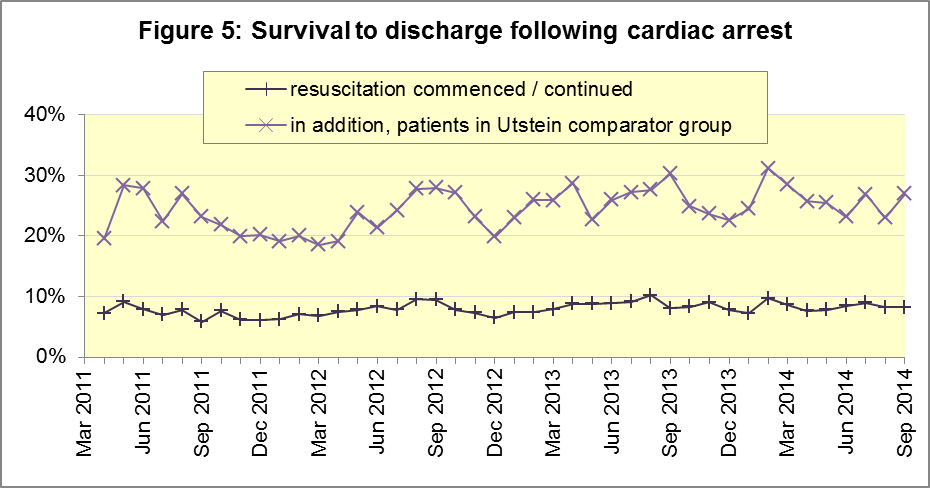 Figure 5: Survival to discharge following cardiac arrest
resuscitation commenced / continued
in addition, patients in Utstein comparator group
40%
30%
20%
10%
0%
Mar 2011
Jun 2011
Sep 2011
Dec 2011
Mar 2012
Jun 2012
Sep 2012
Dec 2012
Mar 2013
Jun 2013
Sep 2013
Dec 2013
Mar 2014
Jun 2014
Sep 2014